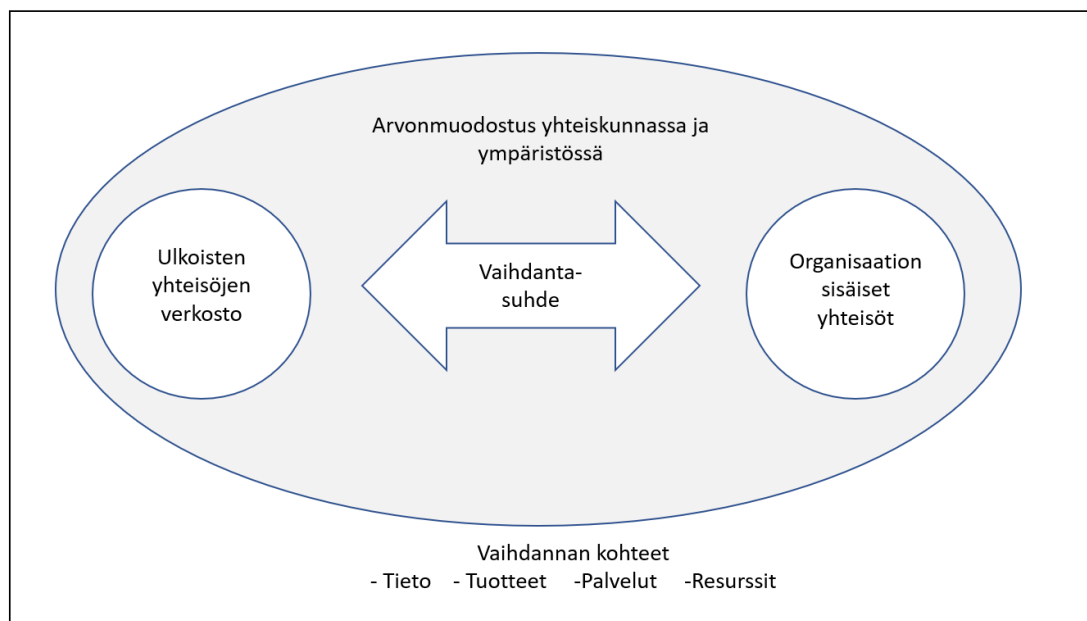 Arvonmuodostus yhteiskunnassa ja
ympäristössä
Ulkoisten
yhteisöjen
verkosto
Vaihdanta-
suhde
Organisaation
sisäiset
yhteisöt
Vaihdannan kohteet
- Tieto - Tuotteet -Palvelut -Resurssit